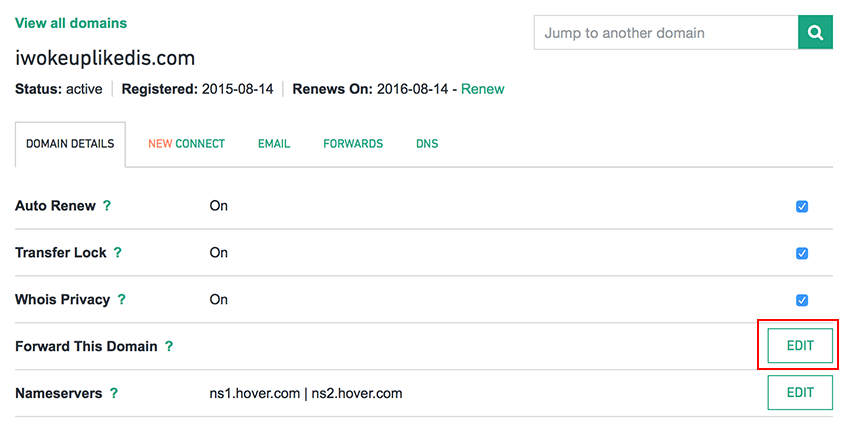 View all domains
Jump to another domain
iwokeuplikedis.com
Status: active Registered: 2015-08-14 Renews On: 2016-08-14 - Renew
DOMAIN DETAILS NEW CONNECT EMAIL FORWARDS DNS
Auto Renew ? On
Transfer Lock ? On
Whois Privacy ? On
Forward This Domain ? EDIT
Nameservers ? ns1.hover.com | ns2.hover.com EDIT